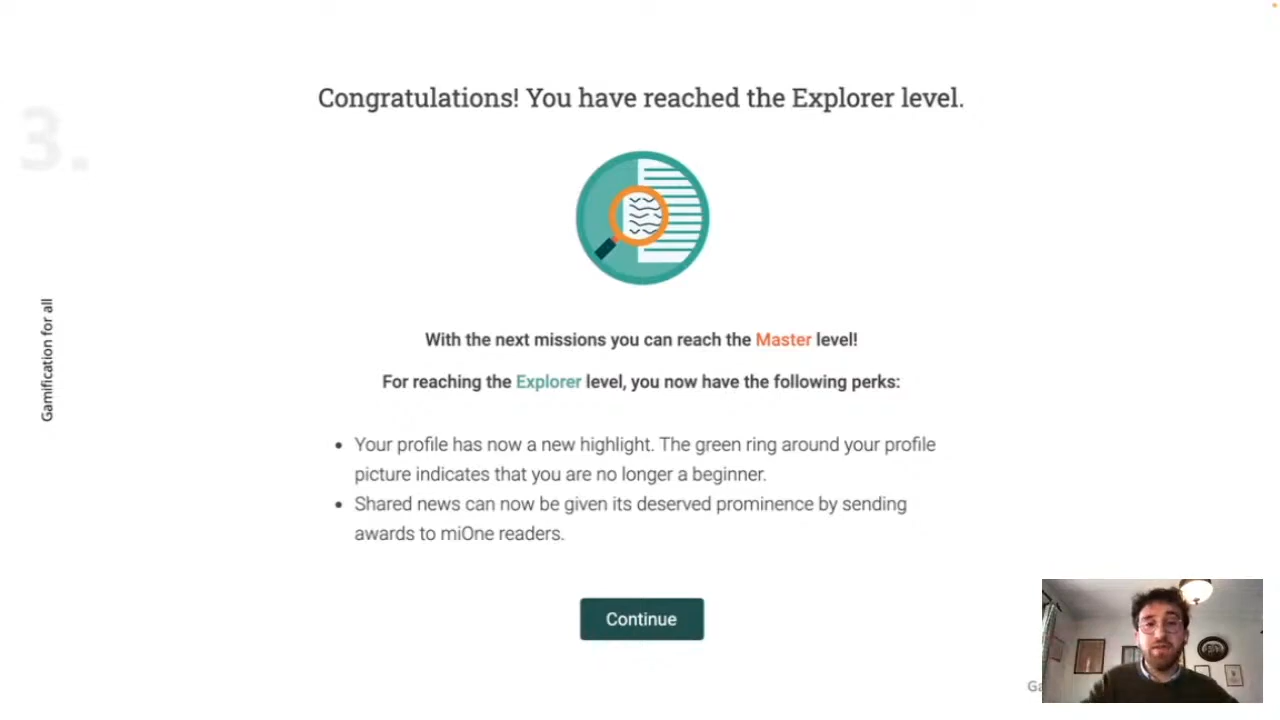 Congratulations! You have reached the Explorer level.
3.
Gamification for all
With the next missions you can reach the Master level!
For reaching the Explorer level, you now have the following perks:
• Your profile has now a new highlight. The green ring around your profile
picture indicates that you are no longer a beginner.
• Shared news can now be given its deserved prominence by sending
awards to miOne readers.
Continue